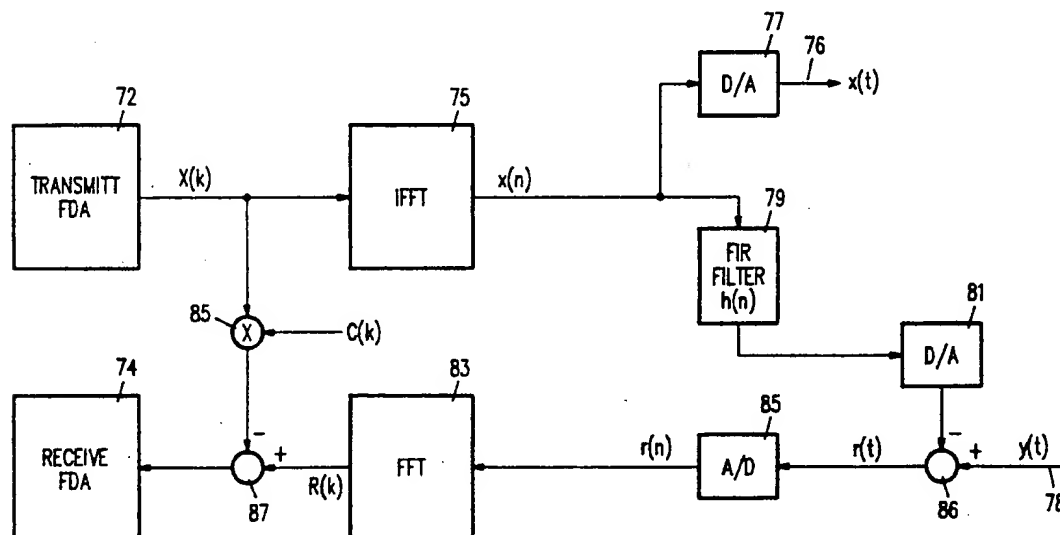 77
76
D/A
x(t)
72
75
TRANSMITT
FDA
X(k)
IFFT
x(n)
79
FIR
FILTER
h(n)
85
X
C(k)
81
D/A
74
83
85
RECEIVE
FDA
−
+
R(k)
87
FFT
r(n)
A/D
r(t)
−
+
y(t)
86
78